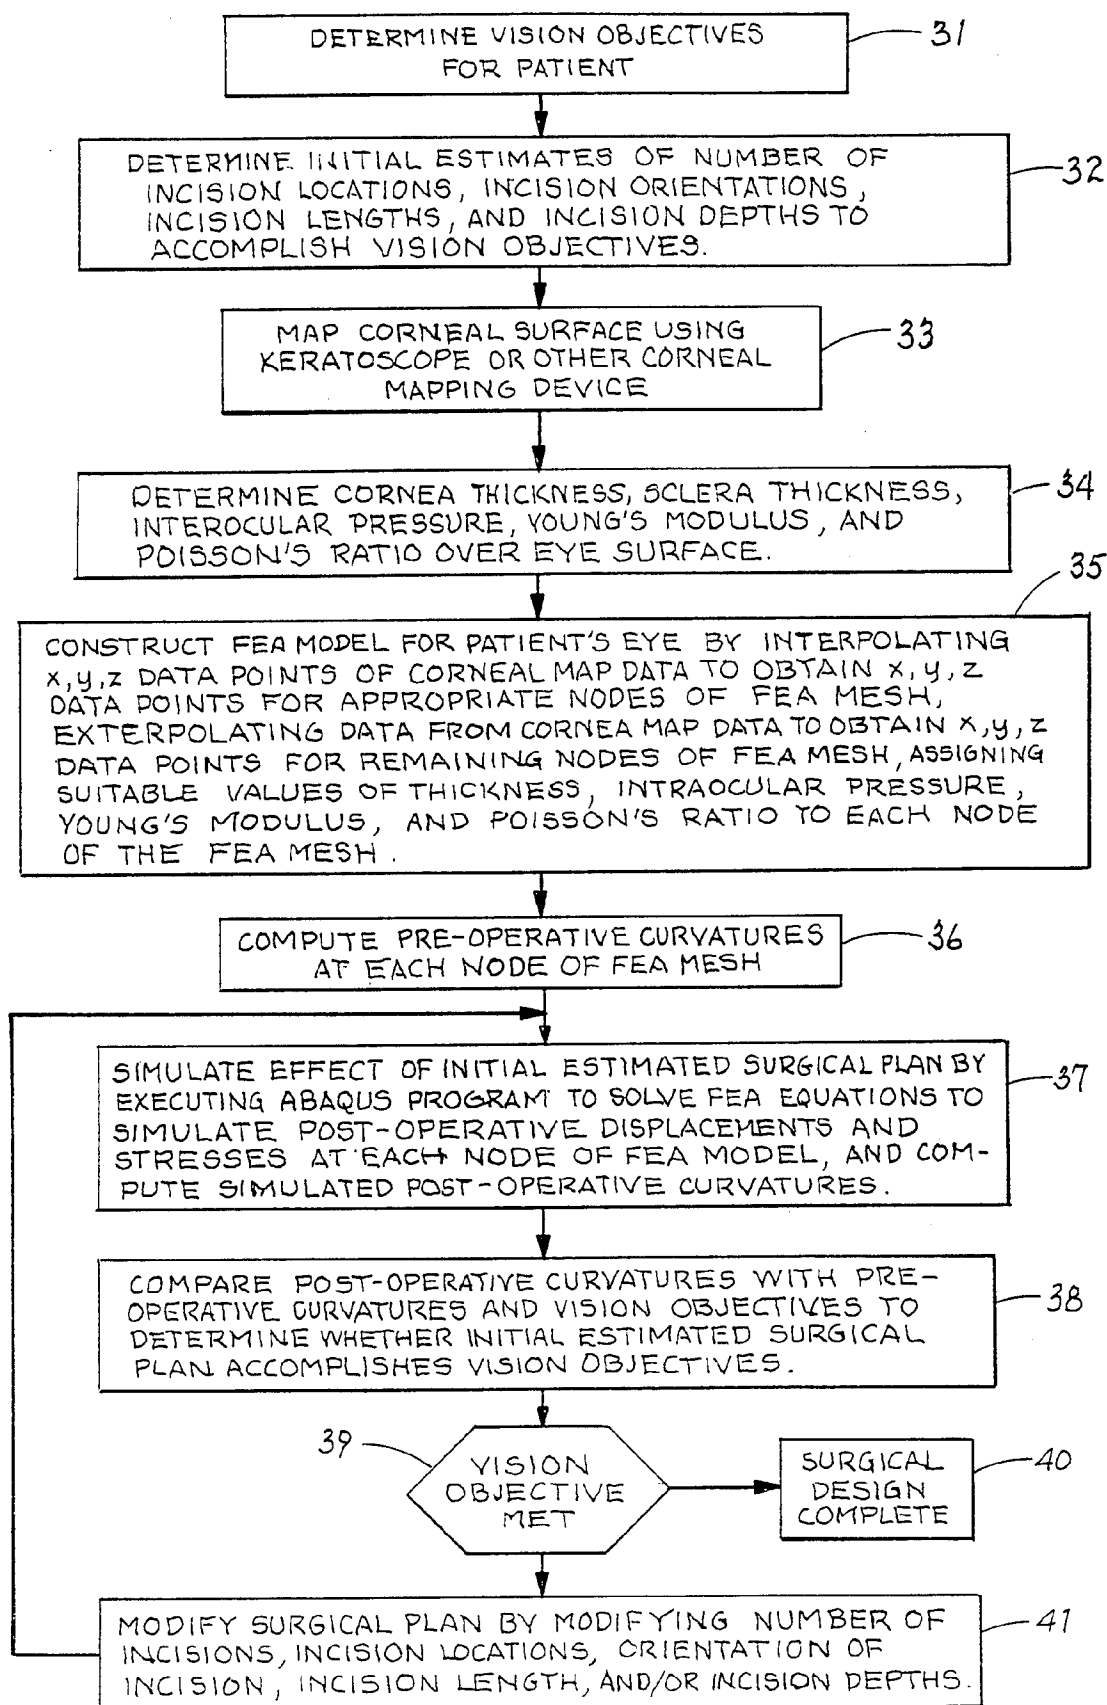 DETERMINE VISION OBJECTIVES
FOR PATIENT
31
DETERMINE INITIAL ESTIMATES OF NUMBER OF
INCISION LOCATIONS, INCISION ORIENTATIONS,
INCISION LENGTHS, AND INCISION DEPTHS TO
ACCOMPLISH VISION OBJECTIVES.
32
MAP CORNEAL SURFACE USING
KERATOSCOPE OR OTHER CORNEAL
MAPPING DEVICE
33
DETERMINE CORNEA THICKNESS, SCLERA THICKNESS,
INTEROCULAR PRESSURE, YOUNG'S MODULUS, AND
POISSON'S RATIO OVER EYE SURFACE.
34
35
CONSTRUCT FEA MODEL FOR PATIENT'S EYE BY INTERPOLATING
x,y,z DATA POINTS OF CORNEAL MAP DATA TO OBTAIN x,y,z
DATA POINTS FOR APPROPRIATE NODES OF FEA MESH,
EXTERPOLATING DATA FROM CORNEA MAP DATA TO OBTAIN x,y,z
DATA POINTS FOR REMAINING NODES OF FEA MESH, ASSIGNING
SUITABLE VALUES OF THICKNESS, INTRAOCULAR PRESSURE,
YOUNG'S MODULUS, AND POISSON'S RATIO TO EACH NODE
OF THE FEA MESH.
COMPUTE PRE-OPERATIVE CURVATURES
AT EACH NODE OF FEA MESH
36
SIMULATE EFFECT OF INITIAL ESTIMATED SURGICAL PLAN BY
EXECUTING ABAQUS PROGRAM TO SOLVE FEA EQUATIONS TO
SIMULATE POST-OPERATIVE DISPLACEMENTS AND
STRESSES AT EACH NODE OF FEA MODEL, AND COM-
PUTE SIMULATED POST-OPERATIVE CURVATURES.
37
COMPARE POST-OPERATIVE CURVATURES WITH PRE-
OPERATIVE CURVATURES AND VISION OBJECTIVES TO
DETERMINE WHETHER INITIAL ESTIMATED SURGICAL
PLAN ACCOMPLISHES VISION OBJECTIVES.
38
39
VISION
OBJECTIVE
MET
SURGICAL
DESIGN
COMPLETE
40
MODIFY SURGICAL PLAN BY MODIFYING NUMBER OF
INCISIONS, INCISION LOCATIONS, ORIENTATION OF
INCISION, INCISION LENGTH, AND/OR INCISION DEPTHS.
41